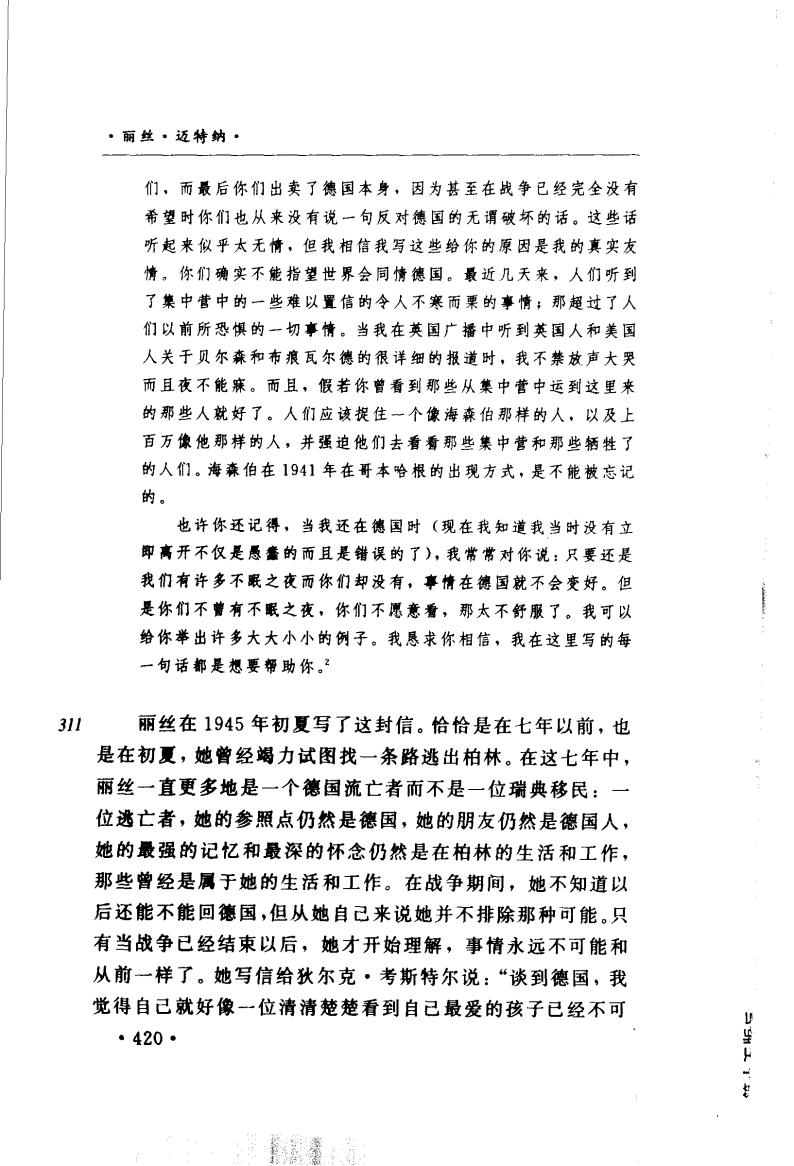 ·丽丝·迈特纳·
们，而最后你们出卖了德国本身，因为甚至在战争已经完全没有
希望时你们也从来没有说一句反对德国的无谓破坏的话。这些话
听起来似乎太无情，但我相信我写这些给你的原因是我的真实友
情。你们确实不能指望世界会同情德国。最近几天来，人们听到
了集中营中的一些难以置信的令人不寒而栗的事情；那超过了人
们以前所恐惧的一切事情。当我在英国广播中听到英国人和美国
人关于贝尔森和布痕瓦尔德的很详细的报道时，我不禁放声大哭
而且夜不能寐。而且，假若你曾看到那些从集中营中运到这里来
的那些人就好了。人们应该捉住一个像海森伯那样的人，以及上
百万像他那样的人，并强迫他们去看看那些集中营和那些牺牲了
的人们。海森伯在 1941 年在哥本哈根的出现方式，是不能被忘记
的。
也许你还记得，当我还在德国时（现在我知道我当时没有立
即离开不仅是愚蠢的而且是错误的了），我常常对你说：只要还是
我们有许多不眠之夜而你们却没有，事情在德国就不会变好。但
是你们不曾有不眠之夜，你们不愿意看，那太不舒服了。我可以
给你举出许多大大小小的例子。我恳求你相信，我在这里写的每
一句话都是想要帮助你。²
311 丽丝在 1945 年初夏写了这封信。恰恰是在七年以前，也
是在初夏，她曾经竭力试图找一条路逃出柏林。在这七年中，
丽丝一直更多地是一个德国流亡者而不是一位瑞典移民：一
位逃亡者，她的参照点仍然是德国，她的朋友仍然是德国人，
她的最强的记忆和最深的怀念仍然是在柏林的生活和工作，
那些曾经是属于她的生活和工作。在战争期间，她不知道以
后还能不能回德国，但从她自己来说她并不排除那种可能。只
有当战争已经结束以后，她才开始理解，事情永远不可能和
从前一样了。她写信给狄尔克·考斯特尔说：“谈到德国，我
觉得自己就好像一位清清楚楚看到自己最爱的孩子已经不可
·420·